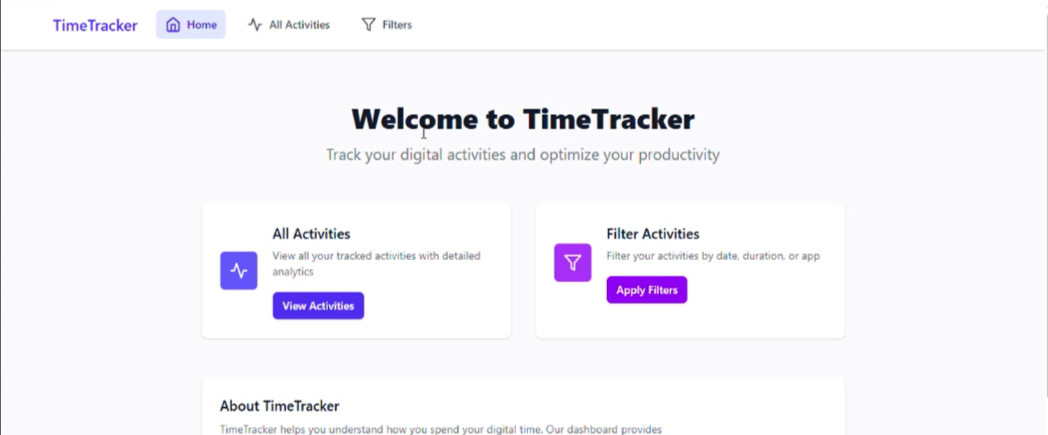 TimeTracker
Home
All Activities
Filters
Welcome to TimeTracker
Track your digital activities and optimize your productivity
All Activities
View all your tracked activities with detailed
analytics
View Activities
Filter Activities
Filter your activities by date, duration, or app
Apply Filters
About TimeTracker
TimeTracker helps you understand how you spend your digital time. Our dashboard provides